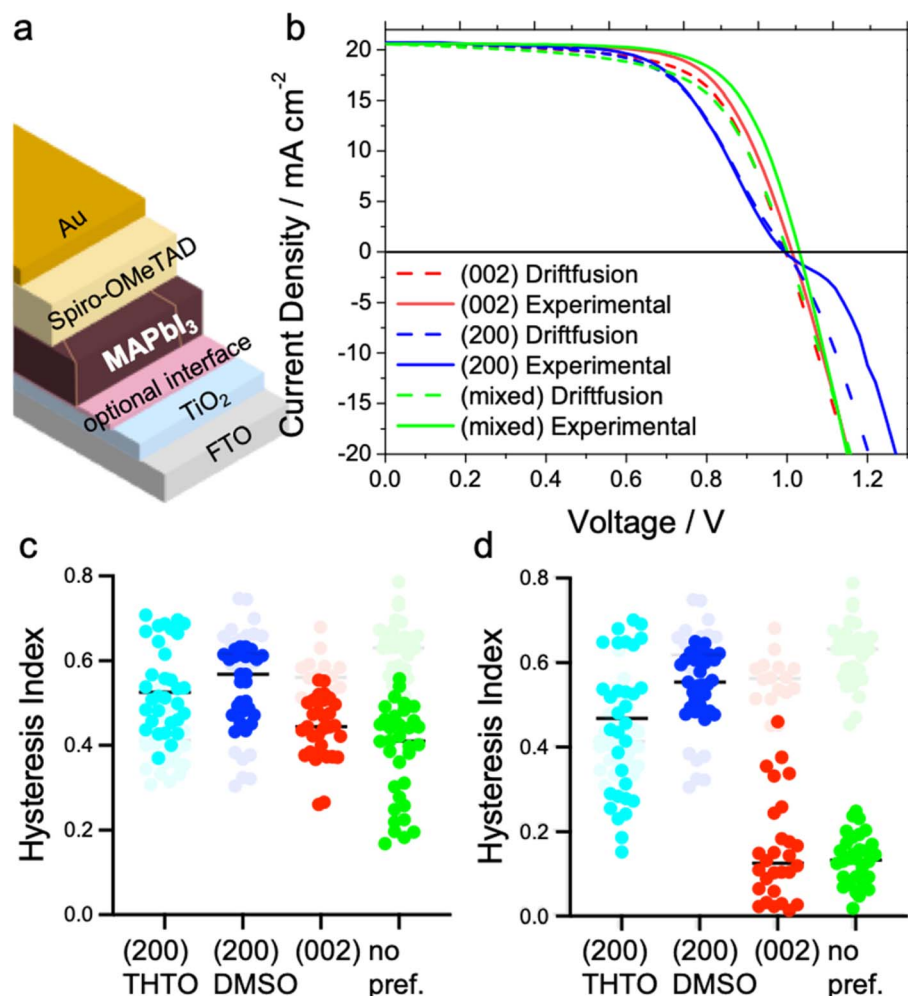 a
Au
Spiro-OMeTAD
MAPbI₃
optional interface
TiO₂
FTO
b
Current Density / mA cm⁻²
20
15
10
5
0
-5
-10
-15
-20
(002) Driftfusion
(002) Experimental
(200) Driftfusion
(200) Experimental
(mixed) Driftfusion
(mixed) Experimental
0.0 0.2 0.4 0.6 0.8 1.0 1.2
Voltage / V
c
Hysteresis Index
0.8
0.6
0.4
0.2
0.0
(200) (200) (002) no
THTO DMSO pref.
d
Hysteresis Index
0.8
0.6
0.4
0.2
0.0
(200) (200) (002) no
THTO DMSO pref.